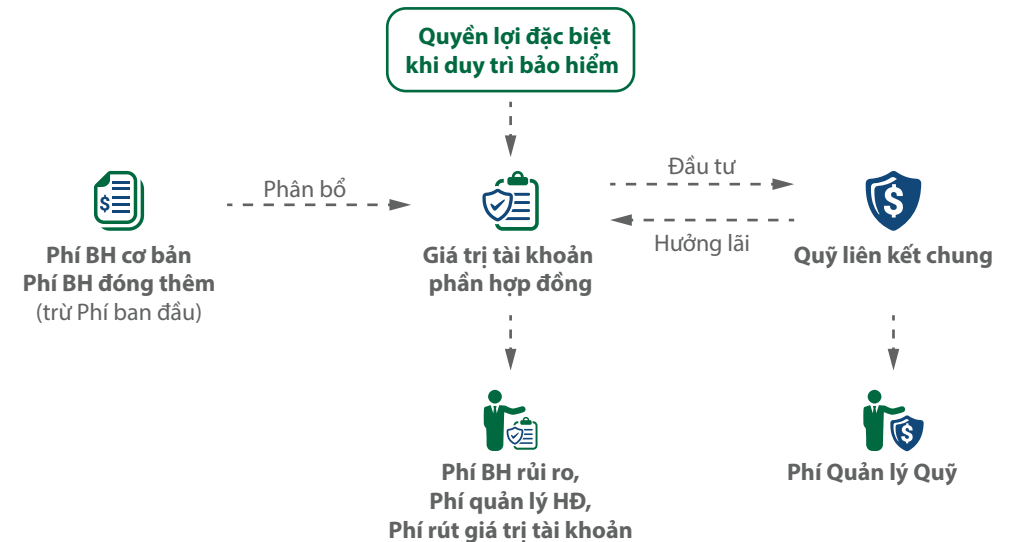 Quyền lợi đặc biệt
khi duy trì bảo hiểm
Phân bổ
Đầu tư
Hưởng lãi
$
$
Phí BH cơ bản
Phí BH đóng thêm
(trừ Phí ban đầu)
Giá trị tài khoản
phần hợp đồng
Quỹ liên kết chung
$
Phí BH rủi ro,
Phí quản lý HĐ,
Phí rút giá trị tài khoản
Phí Quản lý Quỹ